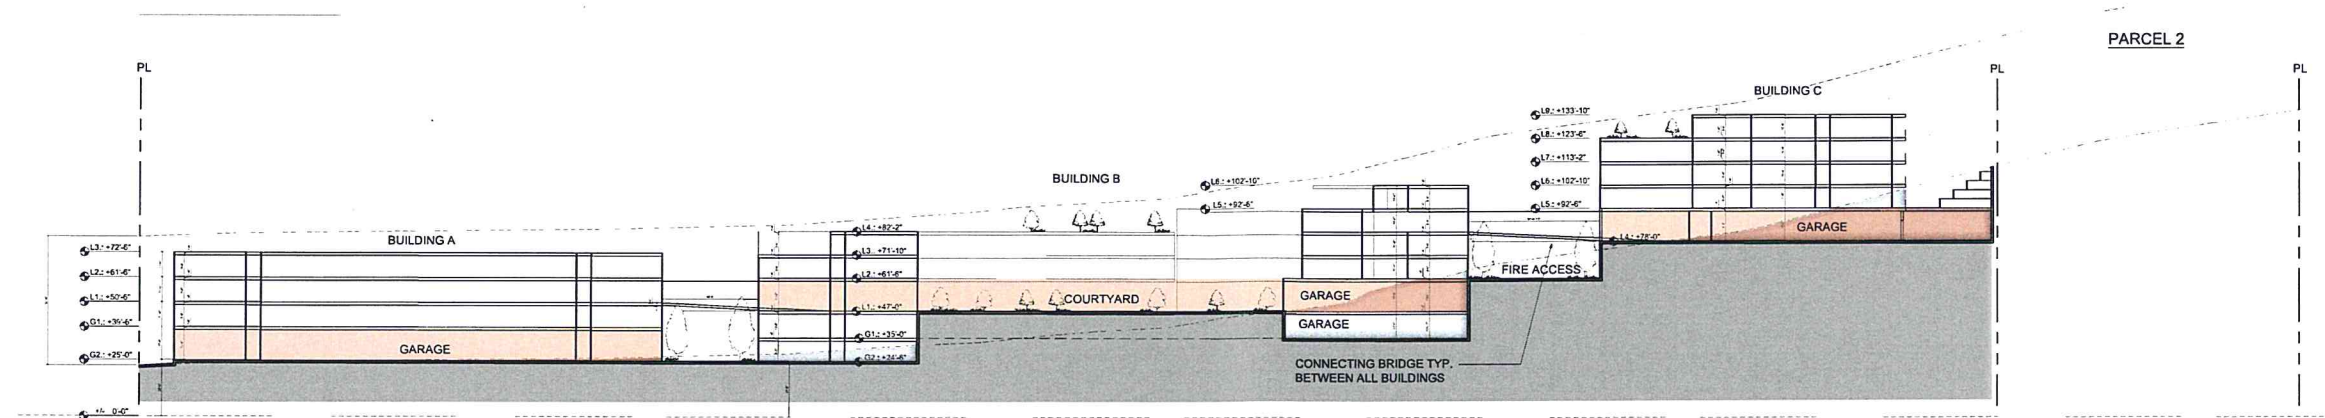 PARCEL 2
PL
PL
PL
BUILDING C
L9.: +133'-10"
L8.: +123'-6"
L7.: +113'-2"
L6.: +102'-10"
L5.: +92'-6"
L4.: +78'-0"
GARAGE
BUILDING B
L6.: +102'-10"
L5.: +92'-6"
L4.: +82'-2"
L3.: +71'-10"
L2.: +61'-6"
L1.: +47'-0"
G1.: +35'-0"
G2.: +24'-6"
COURTYARD
GARAGE
GARAGE
FIRE ACCESS
CONNECTING BRIDGE TYP.
BETWEEN ALL BUILDINGS
BUILDING A
L3.: +72'-6"
L2.: +61'-6"
L1.: +50'-6"
G2.: +25'-0"
GARAGE
+/- 0'-0"